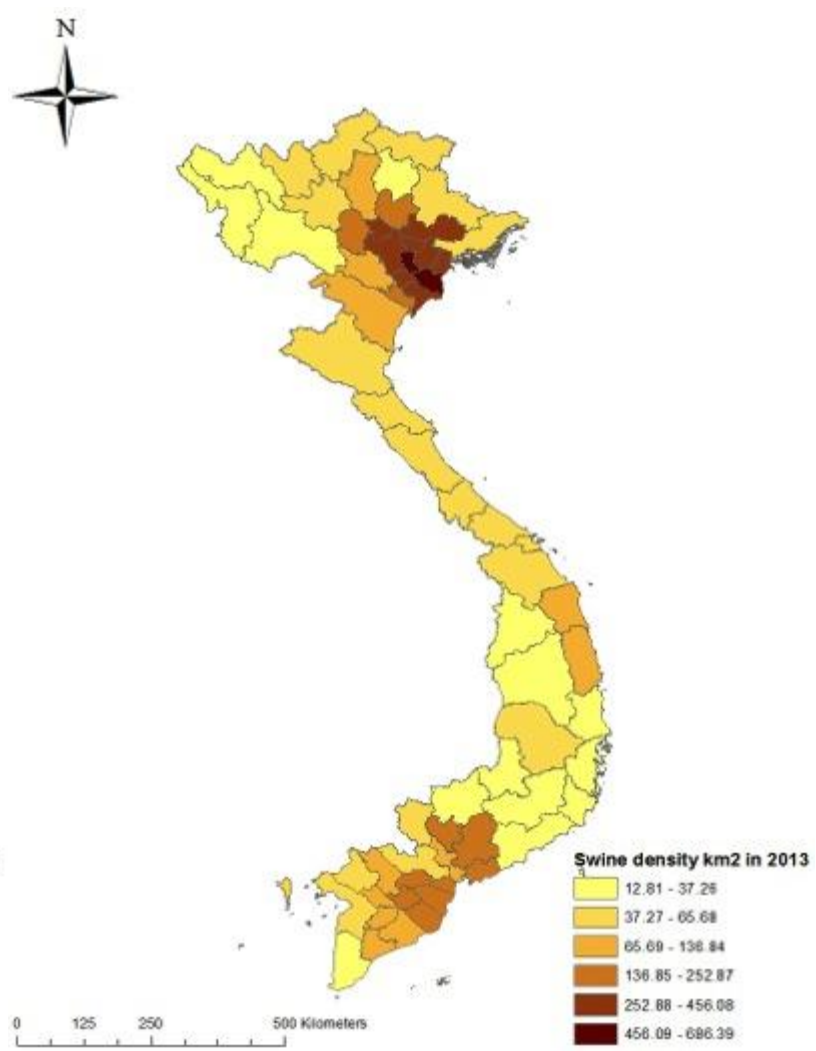 N
Swine density km2 in 2013
12.81 - 37.26
37.27 - 65.68
65.69 - 136.84
136.85 - 252.87
252.88 - 456.08
456.09 - 686.39
0 125 250 500 Kilometers